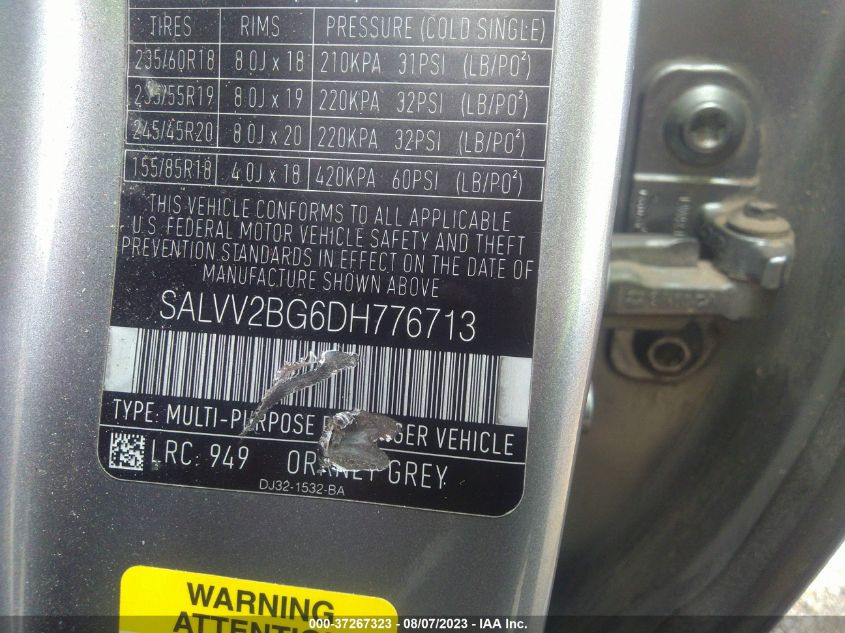 TIRES RIMS PRESSURE (COLD SINGLE)
235/60R18 8.0J x 18 210KPA 31PSI (LB/PO²)
235/55R19 8.0J x 19 220KPA 32PSI (LB/PO²)
245/45R20 8.0J x 20 220KPA 32PSI (LB/PO²)
155/85R18 4.0J x 18 420KPA 60PSI (LB/PO²)
THIS VEHICLE CONFORMS TO ALL APPLICABLE
U.S. FEDERAL MOTOR VEHICLE SAFETY AND THEFT
PREVENTION STANDARDS IN EFFECT ON THE DATE OF
MANUFACTURE SHOWN ABOVE
SALVV2BG6DH776713
TYPE: MULTI-PURPOSE VEHICLE
LRC: 949 GREY
DJ32-1532-BA
WARNING
ATTENTION
000-37267323 - 08/07/2023 - IAA Inc.